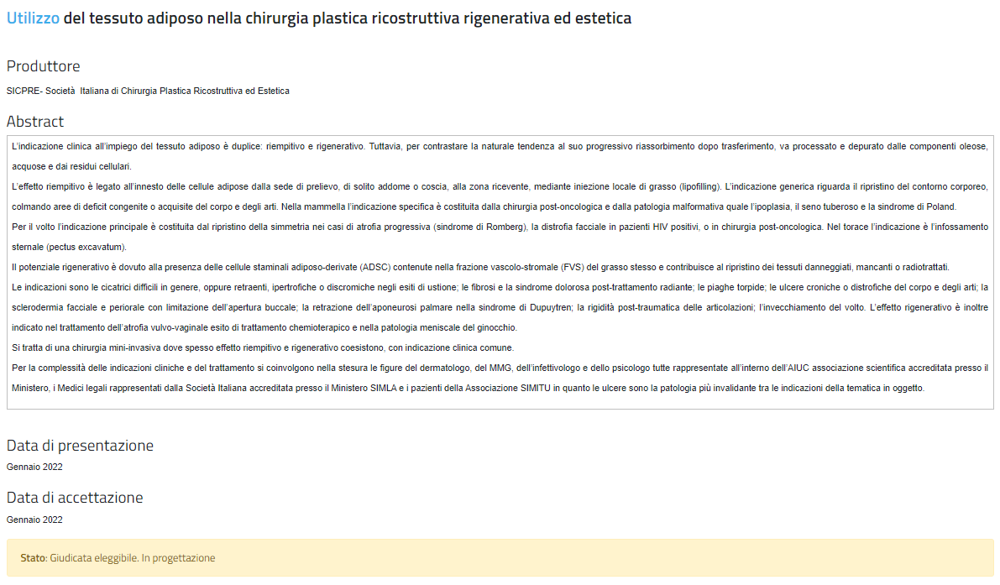 Utilizzo del tessuto adiposo nella chirurgia plastica ricostruttiva rigenerativa ed estetica
Produttore
SICPRE- Società Italiana di Chirurgia Plastica Ricostruttiva ed Estetica
Abstract
L'indicazione clinica all'impiego del tessuto adiposo è duplice: riempitivo e rigenerativo. Tuttavia, per contrastare la naturale tendenza al suo progressivo riassorbimento dopo trasferimento, va processato e depurato dalle componenti oleose,
acquose e dai residui cellulari.
L'effetto riempitivo è legato all'innesto delle cellule adipose dalla sede di prelievo, di solito addome o coscia, alla zona ricevente, mediante iniezione locale di grasso (lipofilling). L'indicazione generica riguarda il ripristino del contorno corporeo,
colmando aree di deficit congenite o acquisite del corpo e degli arti. Nella mammella l'indicazione specifica è costituita dalla chirurgia post-oncologica e dalla patologia malformativa quale l'ipoplasia, il seno tuberoso e la sindrome di Poland.
Per il volto l'indicazione principale è costituita dal ripristino della simmetria nei casi di atrofia progressiva (sindrome di Romberg), la distrofia facciale in pazienti HIV positivi, o in chirurgia post-oncologica. Nel torace l'indicazione è l'infossamento
sternale (pectus excavatum).
Il potenziale rigenerativo è dovuto alla presenza delle cellule staminali adiposo-derivate (ADSC) contenute nella frazione vascolo-stromale (FVS) del grasso stesso e contribuisce al ripristino dei tessuti danneggiati, mancanti o radiotrattati.
Le indicazioni sono le cicatrici difficili in genere, oppure retraenti, ipertrofiche o discromiche negli esiti di ustione; le fibrosi e la sindrome dolorosa post-trattamento radiante; le piaghe torpide; le ulcere croniche o distrofiche del corpo e degli arti; la
sclerodermia facciale e periorale con limitazione dell'apertura buccale; la retrazione dell'aponeurosi palmare nella sindrome di Dupuytren; la rigidità post-traumatica delle articolazioni; l'invecchiamento del volto. L'effetto rigenerativo è inoltre
indicato nel trattamento dell'atrofia vulvo-vaginale esito di trattamento chemioterapico e nella patologia meniscale del ginocchio.
Si tratta di una chirurgia mini-invasiva dove spesso effetto riempitivo e rigenerativo coesistono, con indicazione clinica comune.
Per la complessità delle indicazioni cliniche e del trattamento si coinvolgono nella stesura le figure del dermatologo, del MMG, dell'infettivologo e dello psicologo tutte rappresentate all'interno dell'AIUC associazione scientifica accreditata presso il
Ministero, i Medici legali rappresentati dalla Società Italiana accreditata presso il Ministero SIMLA e i pazienti della Associazione SIMITU in quanto le ulcere sono la patologia più invalidante tra le indicazioni della tematica in oggetto.
Data di presentazione
Gennaio 2022
Data di accettazione
Gennaio 2022
Stato: Giudicata eleggibile. In progettazione